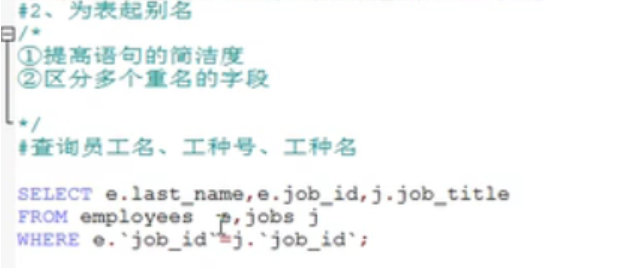 #2、为表起别名
/*
①提高语句的简洁度
②区分多个重名的字段
*/
#查询员工名、工种号、工种名
SELECT e.last_name,e.job_id,j.job_title
FROM employees e,jobs j
WHERE e.`job_id`=j.`job_id`;